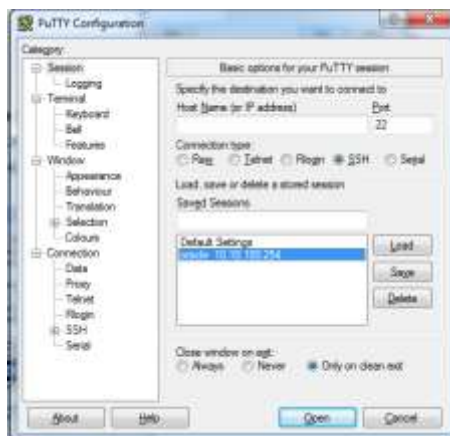 PuTTY Configuration
Category:
Session
Logging
Terminal
Keyboard
Bell
Features
Window
Appearance
Behaviour
Translation
Selection
Colours
Connection
Data
Proxy
Telnet
Rlogin
SSH
Serial
Basic options for your PuTTY session
Specify the destination you want to connect to
Host Name (or IP address)
Port
22
Connection type:
Raw
Telnet
Rlogin
SSH
Serial
Load, save or delete a stored session
Saved Sessions
Default Settings
Load
Save
Delete
Close window on exit:
Always
Never
Only on clean exit
About
Help
Open
Cancel